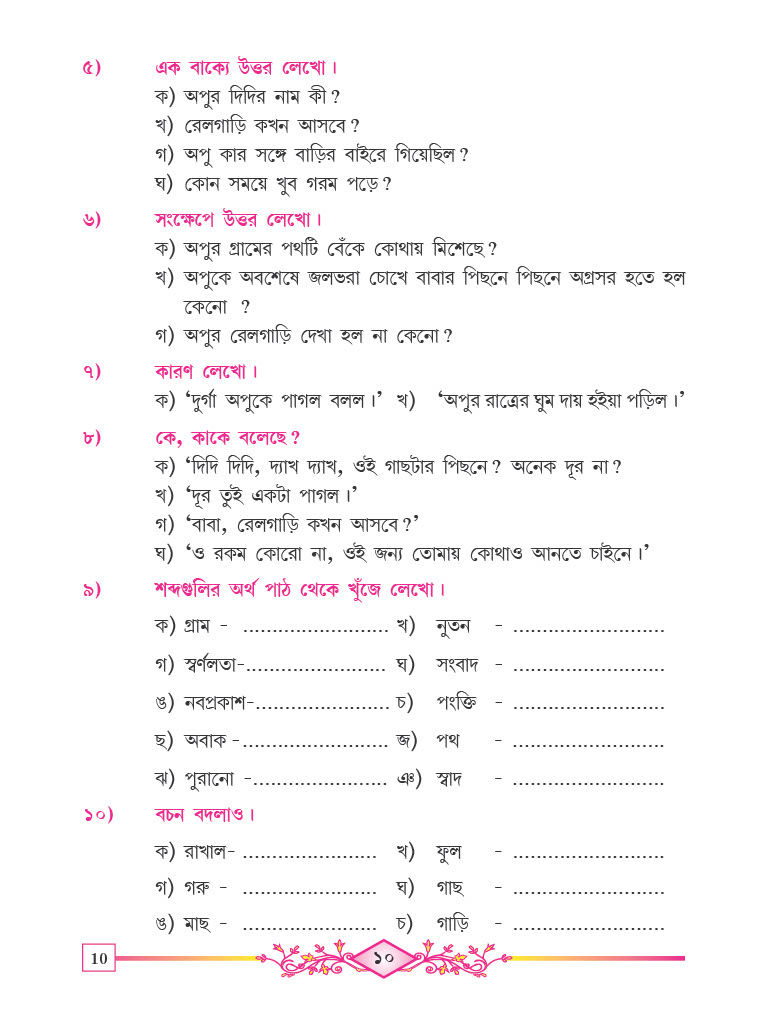 ৫) এক বাক্যে উত্তর লেখো।
ক) অপুর দিদির নাম কী?
খ) রেলগাড়ি কখন আসবে?
গ) অপু কার সঙ্গে বাড়ির বাইরে গিয়েছিল?
ঘ) কোন সময়ে খুব গরম পড়ে?
৬) সংক্ষেপে উত্তর লেখো।
ক) অপুর গ্রামের পথটি বেঁকে কোথায় মিশেছে?
খ) অপুকে অবশেষে জলভরা চোখে বাবার পিছনে পিছনে অগ্রসর হতে হল
কেনো ?
গ) অপুর রেলগাড়ি দেখা হল না কেনো?
৭) কারণ লেখো।
ক) ‘দুর্গা অপুকে পাগল বলল।’ খ) ‘অপুর রাত্রের ঘুম দায় হইয়া পড়িল।’
৮) কে, কাকে বলেছে?
ক) ‘দিদি দিদি, দ্যাখ দ্যাখ, ওই গাছটার পিছনে? অনেক দূর না?
খ) ‘দূর তুই একটা পাগল।’
গ) ‘বাবা, রেলগাড়ি কখন আসবে?’
ঘ) ‘ও রকম কোরো না, ওই জন্য তোমায় কোথাও আনতে চাইনে।’
৯) শব্দগুলির অর্থ পাঠ থেকে খুঁজে লেখো।
ক) গ্রাম - ........................ খ) নুতন - .........................
গ) স্বর্ণলতা-....................... ঘ) সংবাদ - .........................
ঙ) নবপ্রকাশ-...................... চ) পংক্তি - .........................
ছ) অবাক -........................ জ) পথ - .........................
ঝ) পুরানো -...................... ঞ) স্বাদ - .........................
১০) বচন বদলাও।
ক) রাখাল- ...................... খ) ফুল - .........................
গ) গরু - ...................... ঘ) গাছ - .........................
ঙ) মাছ - ...................... চ) গাড়ি - .........................
10 ১০